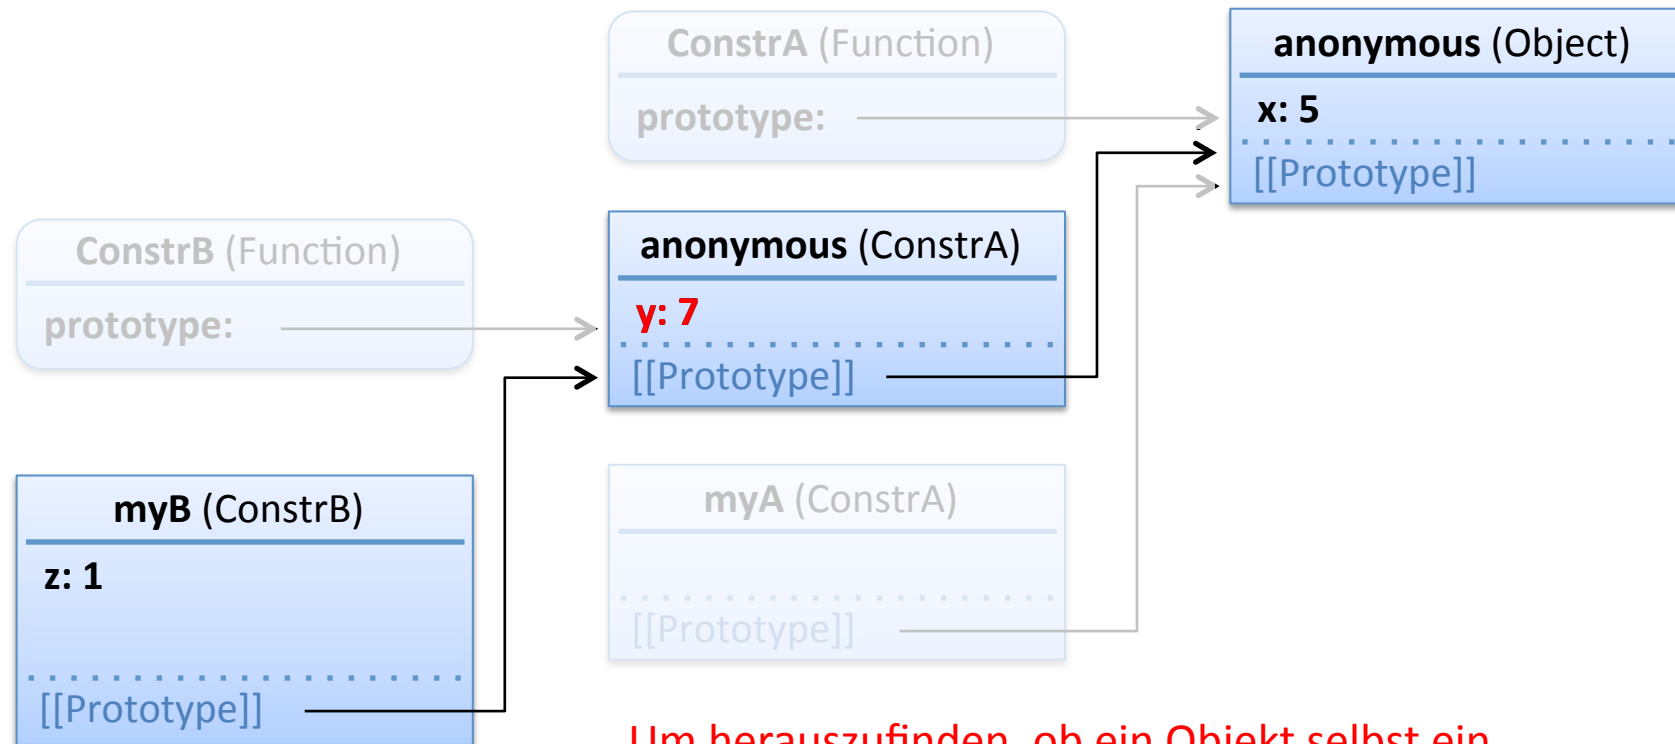 ConstrA (Function)
prototype:
anonymous (Object)
x: 5
[[Prototype]]
ConstrB (Function)
prototype:
anonymous (ConstrA)
y: 7
[[Prototype]]
myB (ConstrB)
z: 1
[[Prototype]]
myA (ConstrA)
[[Prototype]]
Um herauszufinden, ob ein Objekt selbst ein